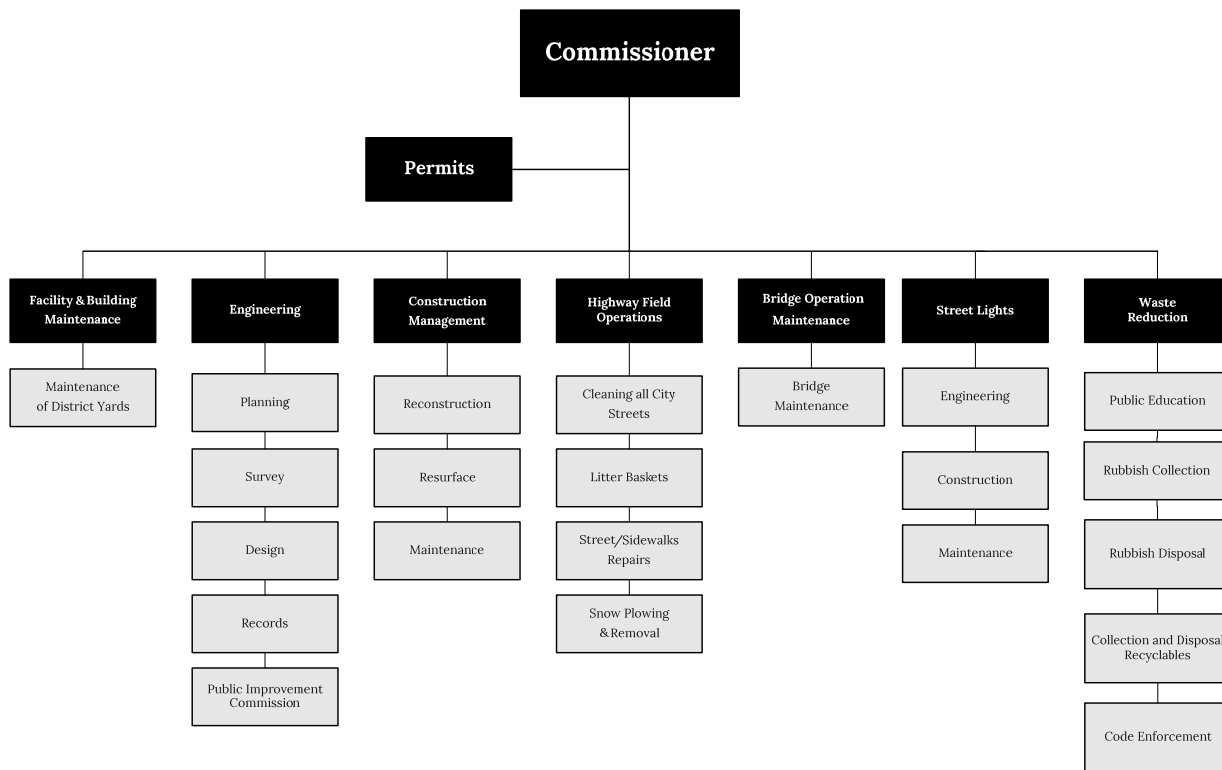 Commissioner
Permits
Facility & Building
Maintenance
Engineering
Construction
Management
Highway Field
Operations
Bridge Operation
Maintenance
Street Lights
Waste
Reduction
Maintenance
of District Yards
Planning
Survey
Design
Records
Public Improvement
Commission
Reconstruction
Resurface
Maintenance
Cleaning all City
Streets
Litter Baskets
Street/Sidewalks
Repairs
Snow Plowing
& Removal
Bridge
Maintenance
Engineering
Construction
Maintenance
Public Education
Rubbish Collection
Rubbish Disposal
Collection and Disposal
Recyclables
Code Enforcement